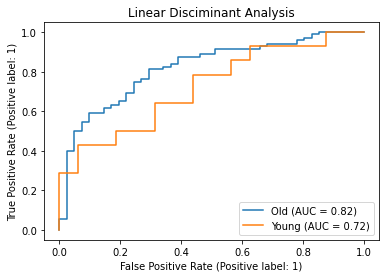 Linear Disciminant Analysis
True Positive Rate (Positive label: 1)
1.0
0.8
0.6
0.4
0.2
0.0
Old (AUC = 0.82)
Young (AUC = 0.72)
0.0 0.2 0.4 0.6 0.8 1.0
False Positive Rate (Positive label: 1)